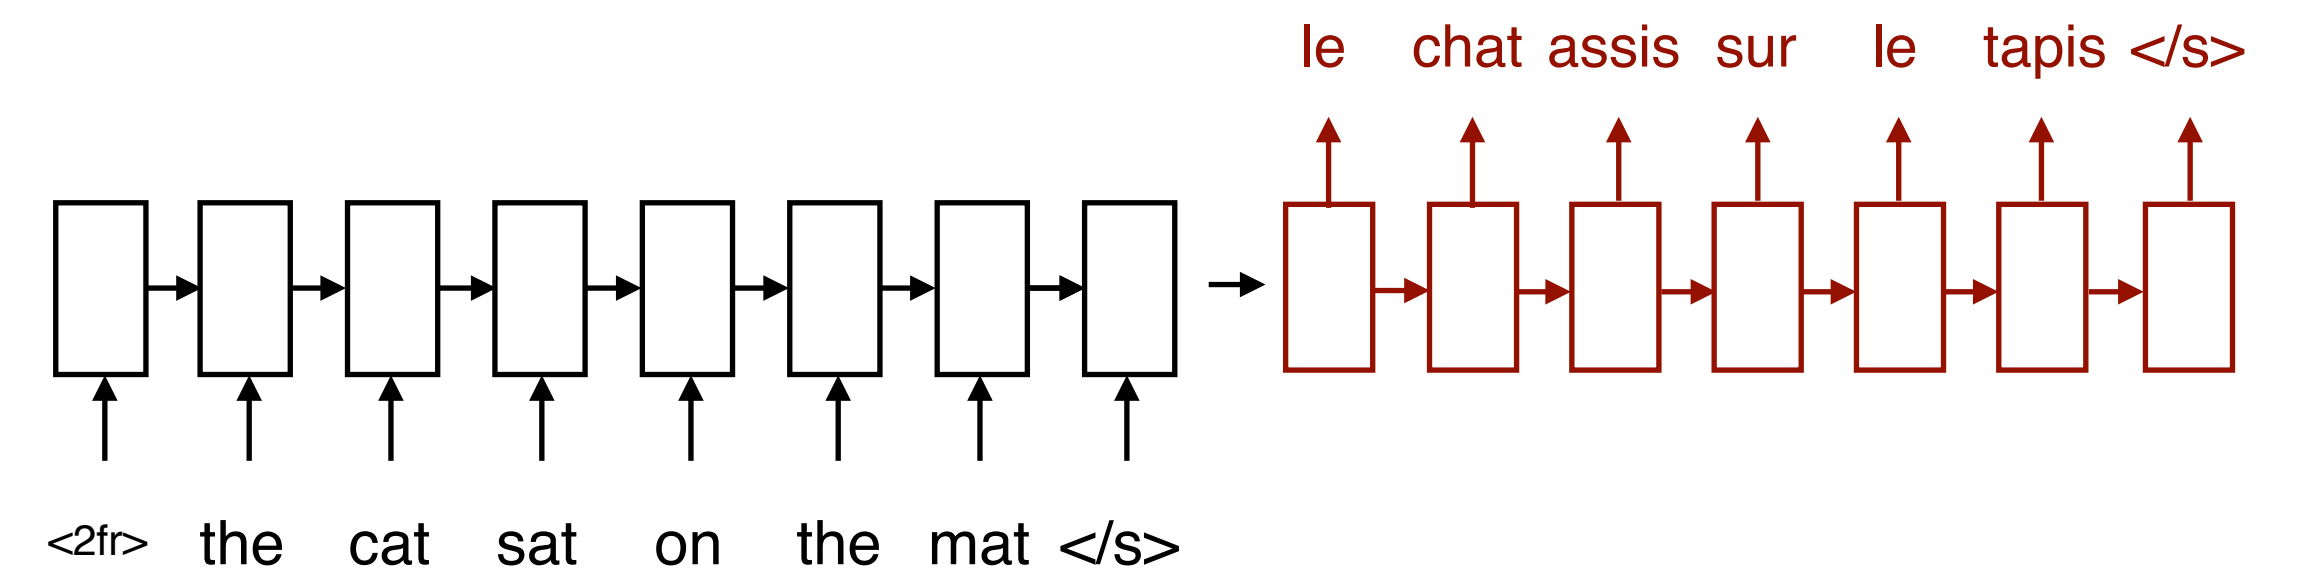 le chat assis sur le tapis </s>
<2fr> the cat sat on the mat </s>